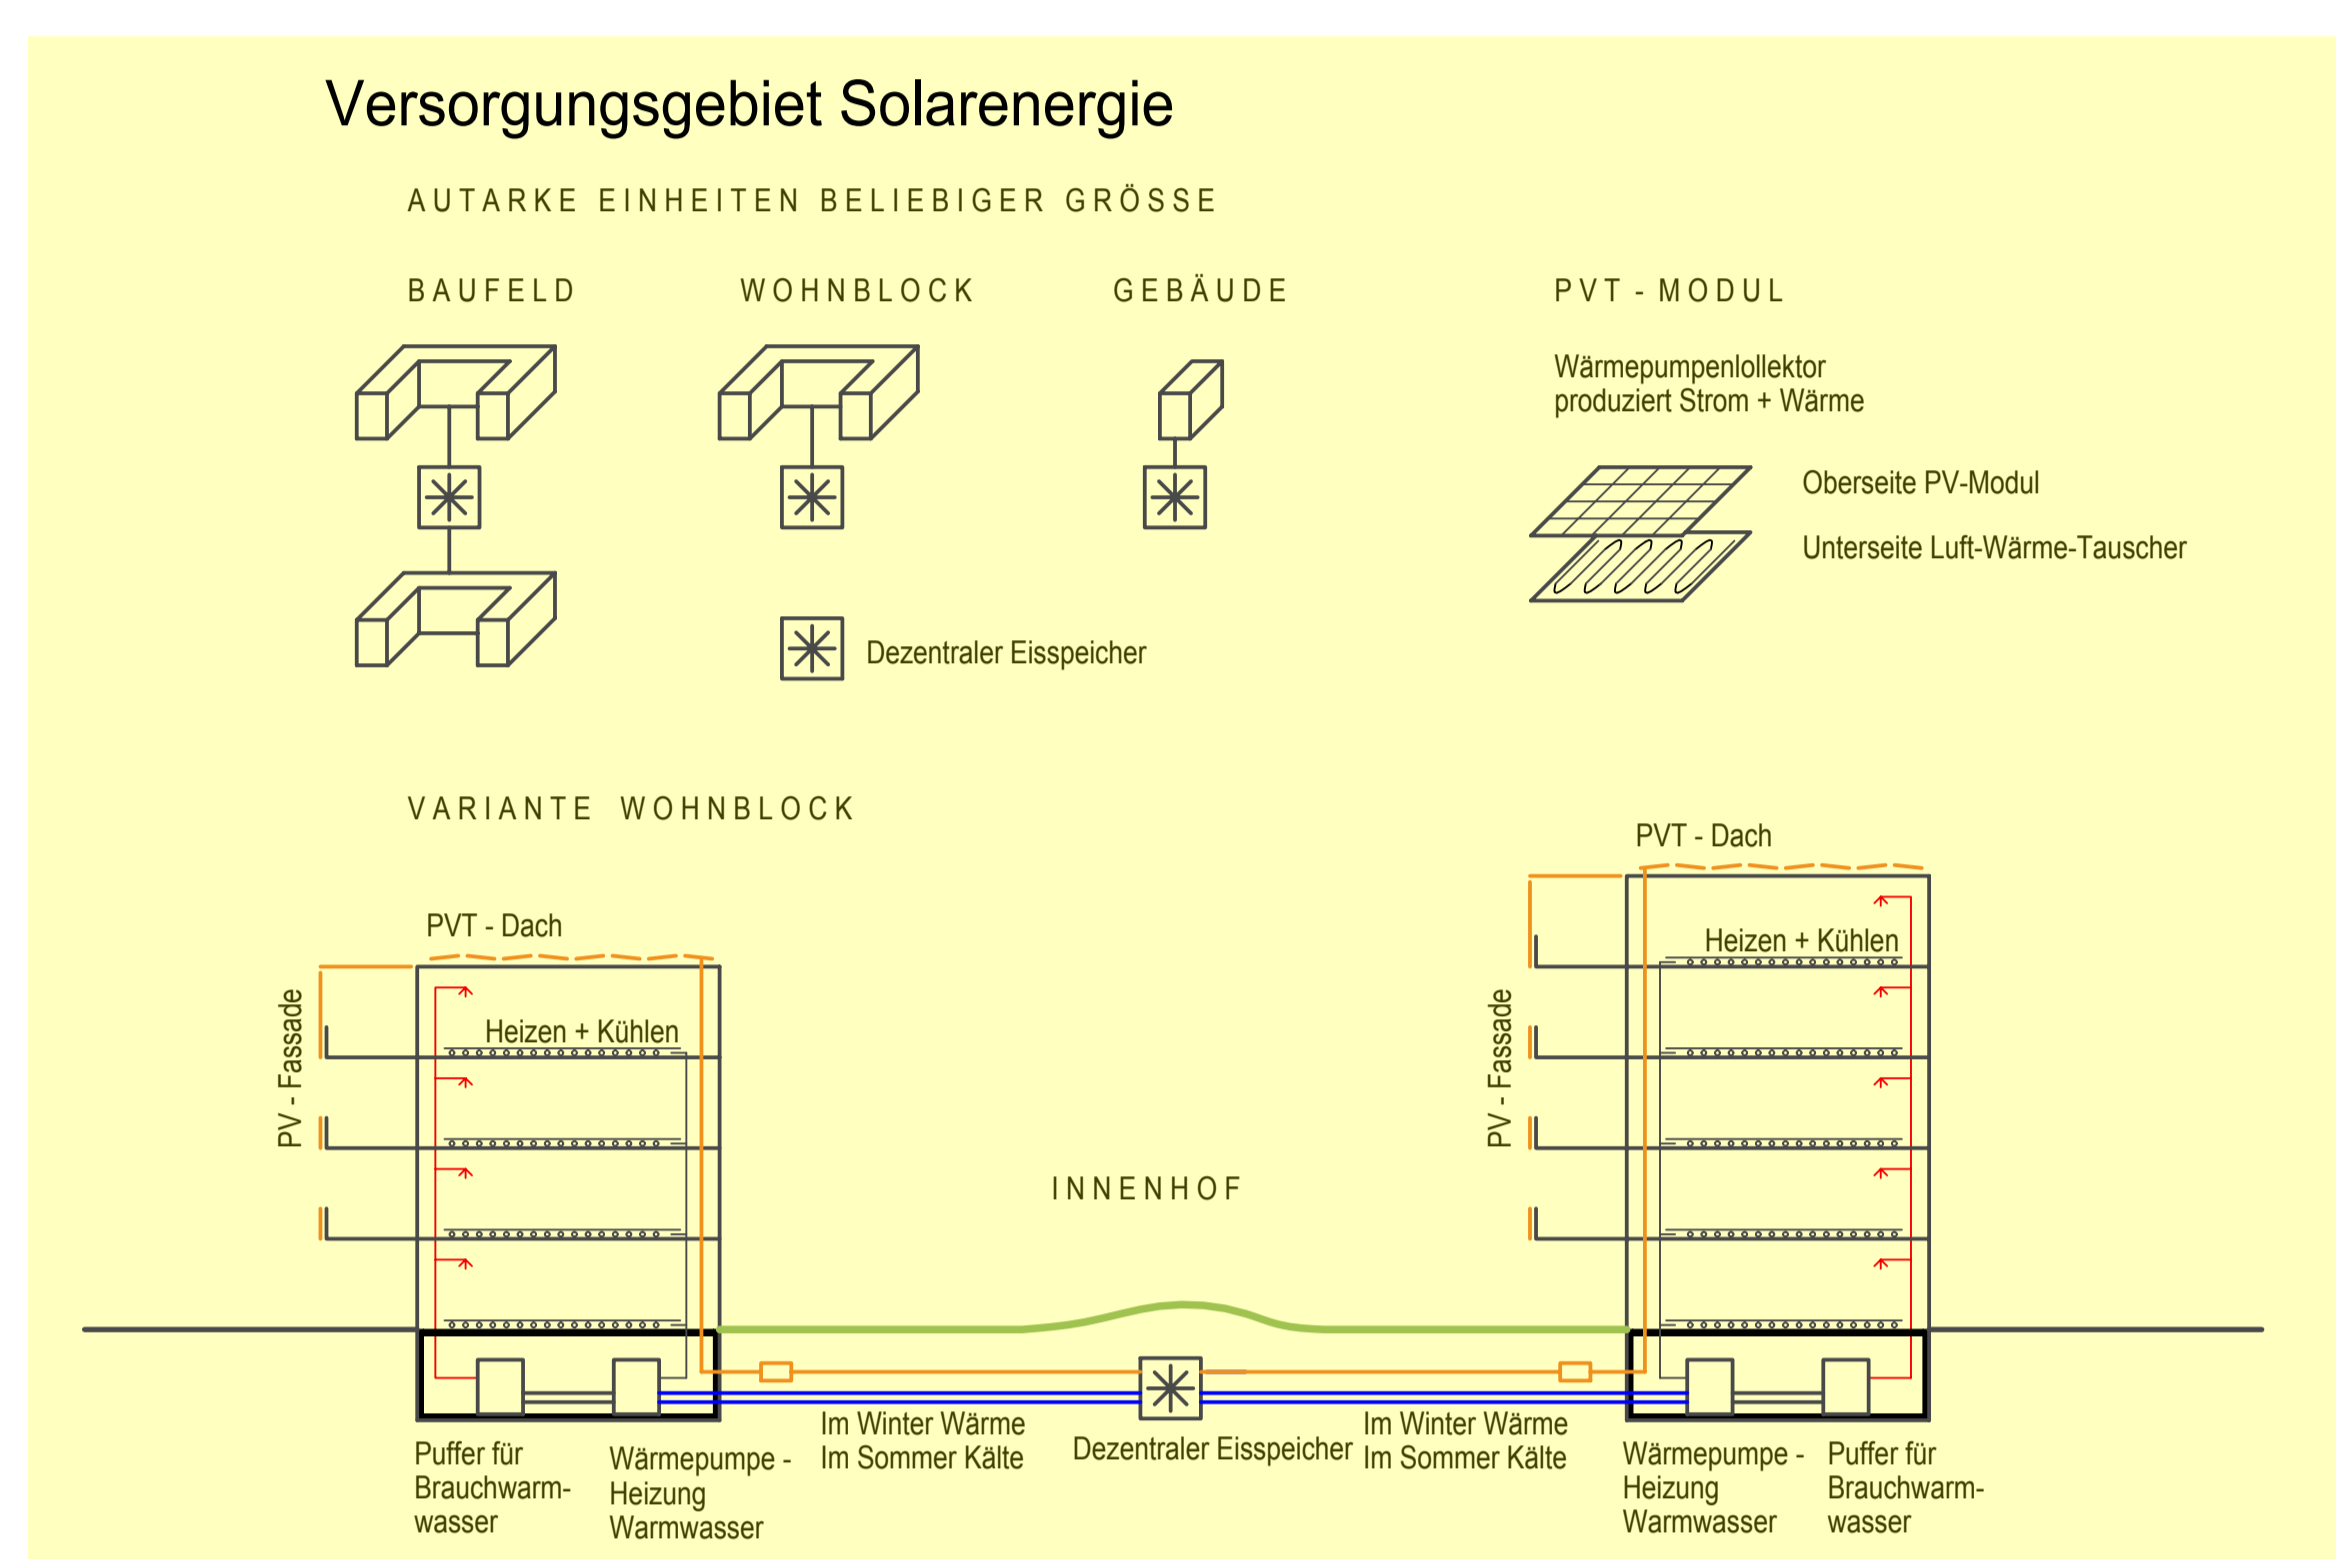 Versorgungsgebiet Solarenergie
AUTARKE EINHEITEN BELIEBIGER GRÖSSE
BAUFELD
WOHNBLOCK
GEBÄUDE
PVT - MODUL
Wärmepumpenlollektor
produziert Strom + Wärme
Oberseite PV-Modul
Unterseite Luft-Wärme-Tauscher
Dezentraler Eisspeicher
VARIANTE WOHNBLOCK
PVT - Dach
PVT - Dach
Heizen + Kühlen
Heizen + Kühlen
PV - Fassade
PV - Fassade
INNENHOF
Puffer für
Brauchwarm-
wasser
Wärmepumpe -
Heizung
Warmwasser
Im Winter Wärme
Im Sommer Kälte
Dezentraler Eisspeicher
Im Winter Wärme
Im Sommer Kälte
Wärmepumpe -
Heizung
Warmwasser
Puffer für
Brauchwarm-
wasser